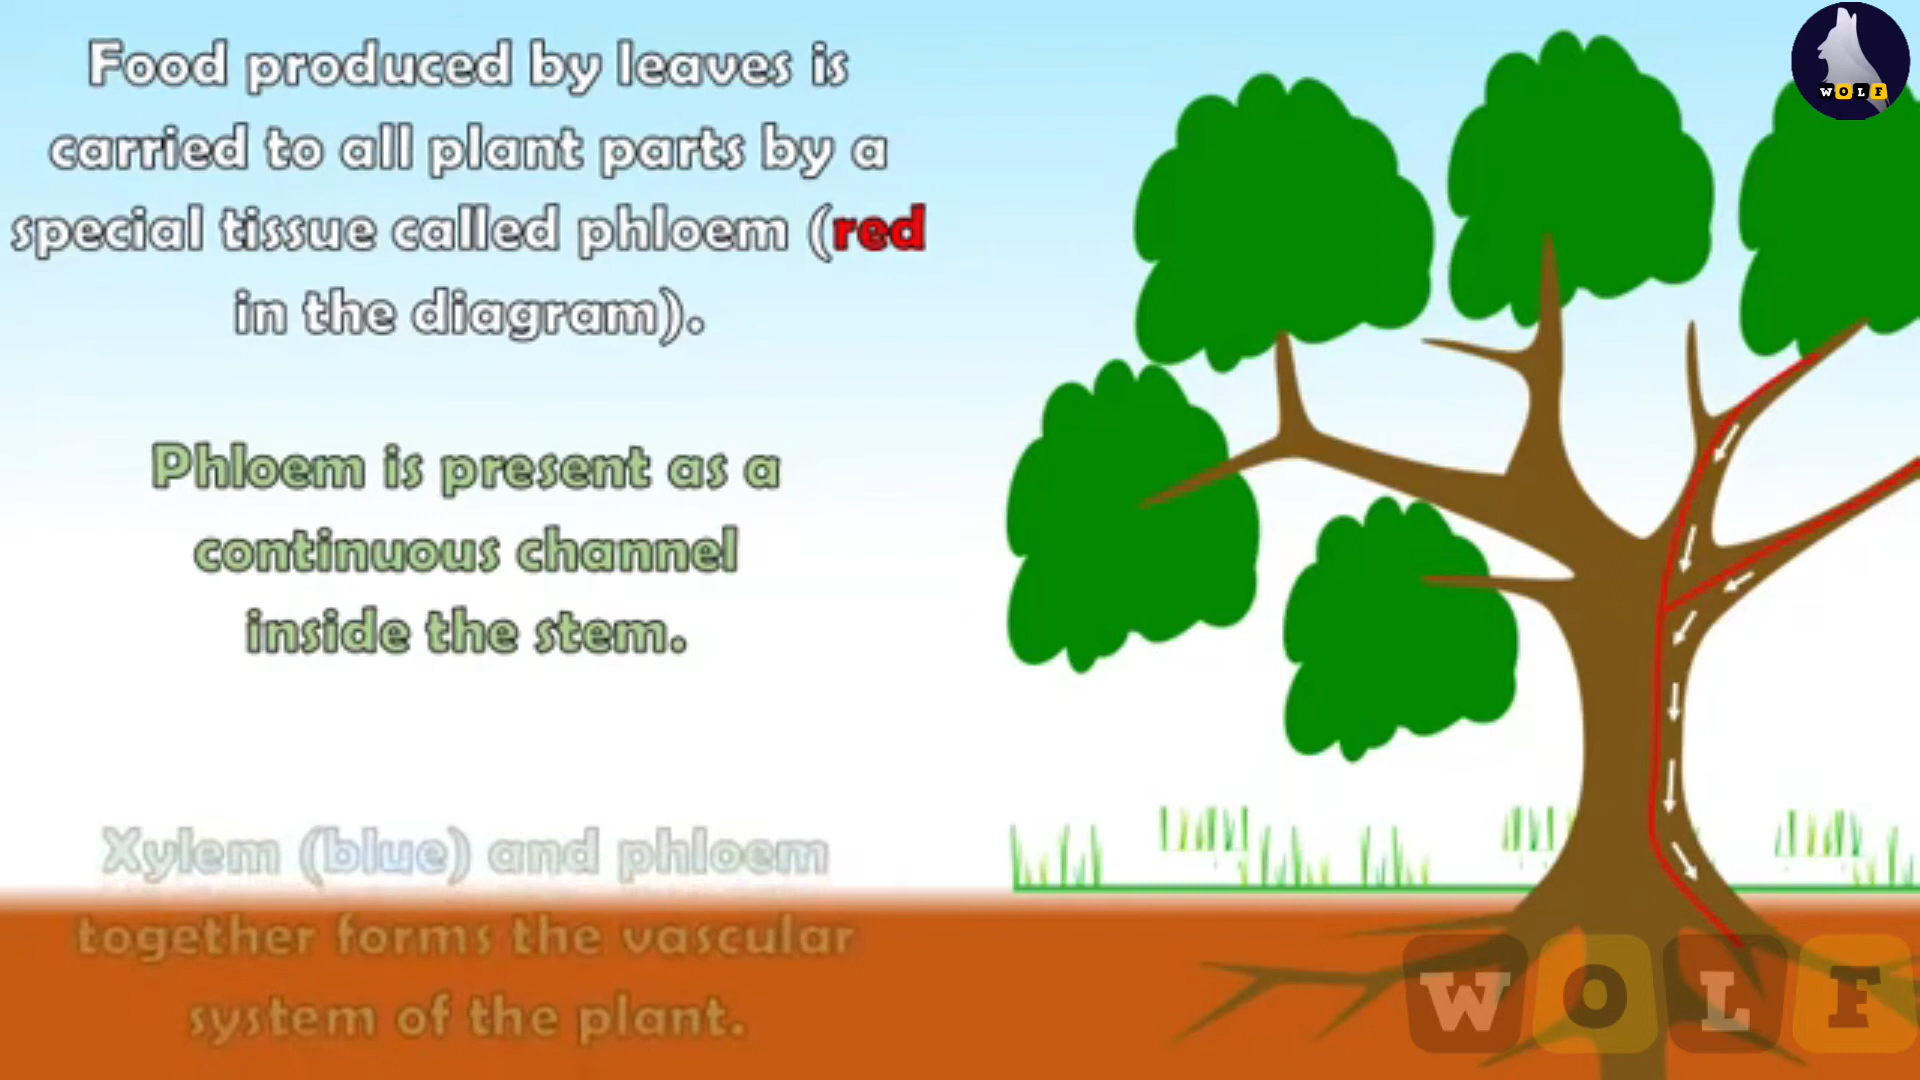 Food produced by leaves is
carried to all plant parts by a
special tissue called phloem (red
in the diagram).
Phloem is present as a
continuous channel
inside the stem.
Xylem (blue) and phloem
together forms the vascular
system of the plant.
WOLF
WOLF